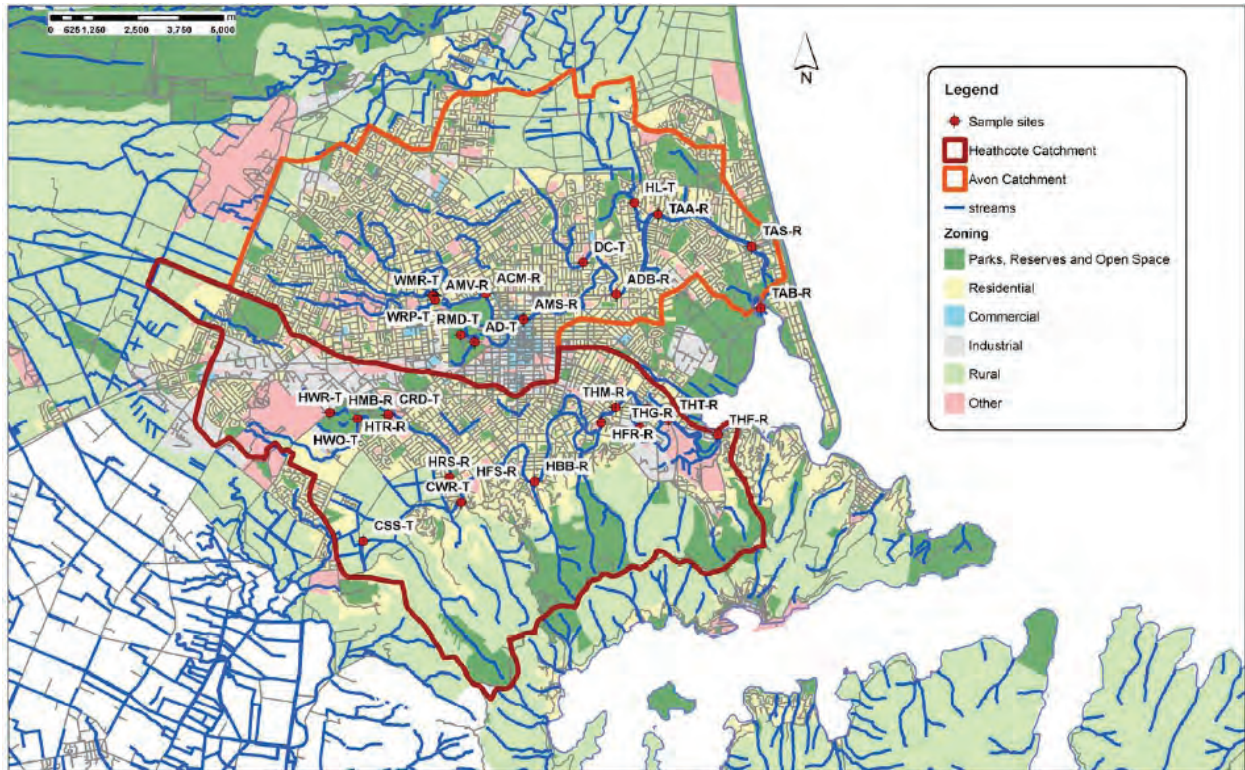 0 625 1,250 2,500 3,750 5,000 m
N
Legend
Sample sites
Heathcote Catchment
Avon Catchment
streams
Zoning
Parks, Reserves and Open Space
Residential
Commercial
Industrial
Rural
Other
HL-T
TAA-R
TAS-R
DC-T
WMR-T
AMV-R
ACM-R
ADB-R
TAB-R
AMS-R
WRP-T
RMD-T
AD-T
HWR-T
HMB-R
CRD-T
THM-R
THG-R
THT-R
HTR-R
HFR-R
THF-R
HWO-T
HRS-R
HFS-R
HBB-R
CWR-T
CSS-T